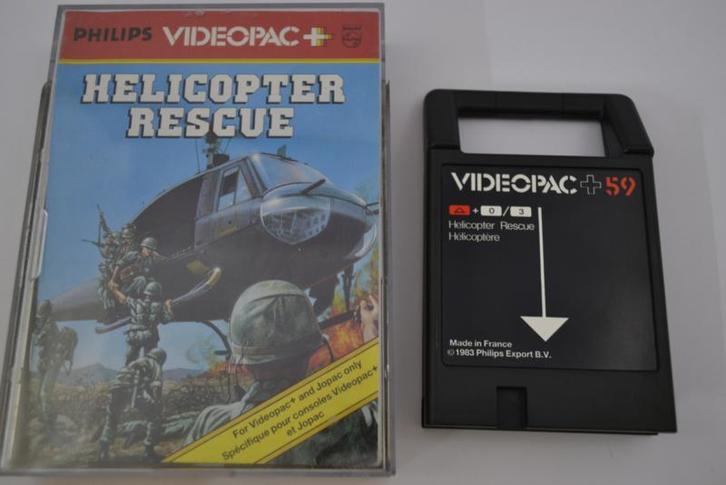 PHILIPS VIDEOPAC+
HELICOPTER
RESCUE
For Videopac+ and Jopac only
Spécifique pour consoles Videopac+
et Jopac
VIDEOPAC+ 59
+ 0 / 3
Helicopter Rescue
Hélicoptère
Made in France
©1983 Philips Export B.V.